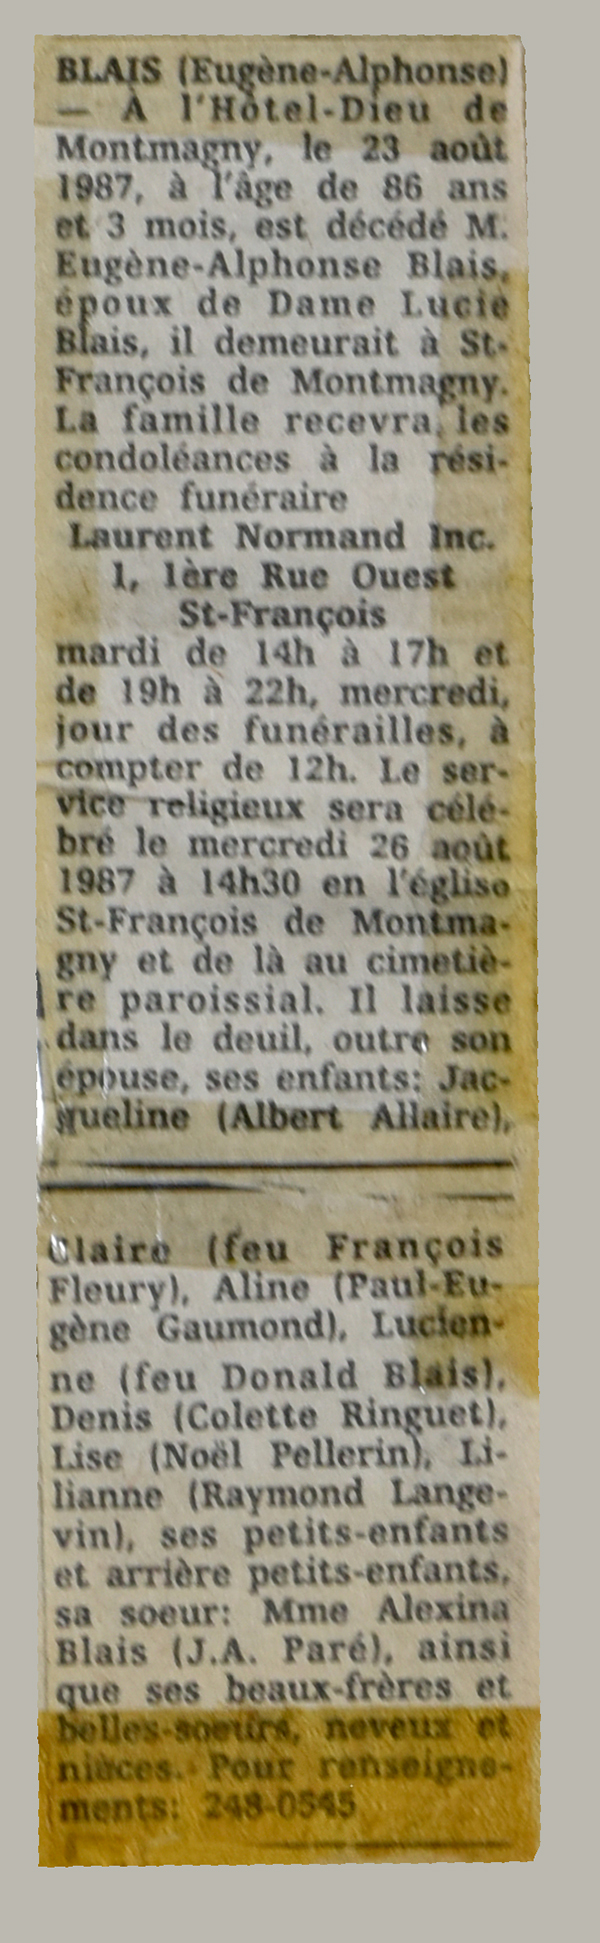 BLAIS (Eugène-Alphonse)
— À l'Hôtel-Dieu de
Montmagny, le 23 août
1987, à l'âge de 86 ans
et 3 mois, est décédé M.
Eugène-Alphonse Blais,
époux de Dame Lucie
Blais, il demeurait à St-
François de Montmagny.
La famille recevra les
condoléances à la rési-
dence funéraire
Laurent Normand Inc.
1, 1ère Rue Ouest
St-François
mardi de 14h à 17h et
de 19h à 22h, mercredi,
jour des funérailles, à
compter de 12h. Le ser-
vice religieux sera célé-
bré le mercredi 26 août
1987 à 14h30 en l'église
St-François de Montma-
gny et de là au cimetiè-
re paroissial. Il laisse
dans le deuil, outre son
épouse, ses enfants: Jac-
queline (Albert Allaire),
Claire (feu François
Fleury), Aline (Paul-Eu-
gène Gaumond), Lucien-
ne (feu Donald Blais),
Denis (Colette Ringuet),
Lise (Noël Pellerin), Li-
lianne (Raymond Lange-
vin), ses petits-enfants
et arrière petits-enfants,
sa soeur: Mme Alexina
Blais (J.A. Paré), ainsi
que ses beaux-frères et
belles-soeurs, neveux et
nièces. Pour renseigne-
ments: 248-0545